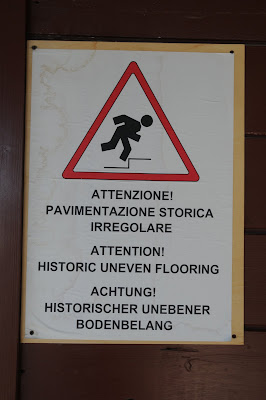 ATTENZIONE!
PAVIMENTAZIONE STORICA
IRREGOLARE
ATTENTION!
HISTORIC UNEVEN FLOORING
ACHTUNG!
HISTORISCHER UNEBENER
BODENBELANG